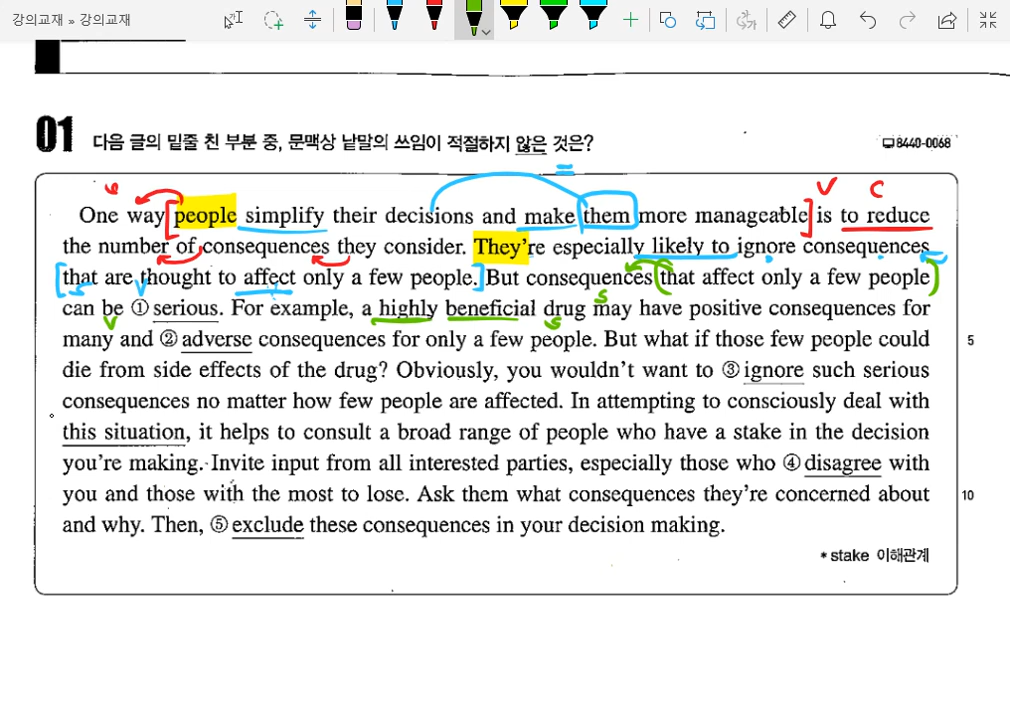 강의교재 » 강의교재
01 다음 글의 밑줄 친 부분 중, 문맥상 낱말의 쓰임이 적절하지 않은 것은?
8440-0068
V C
One way people simplify their decisions and make them more manageable is to reduce
the number of consequences they consider. They're especially likely to ignore consequences
that are thought to affect only a few people. But consequences that affect only a few people
S V S
can be ① serious. For example, a highly beneficial drug may have positive consequences for
V S
many and ② adverse consequences for only a few people. But what if those few people could
5
die from side effects of the drug? Obviously, you wouldn't want to ③ ignore such serious
consequences no matter how few people are affected. In attempting to consciously deal with
this situation, it helps to consult a broad range of people who have a stake in the decision
you're making. Invite input from all interested parties, especially those who ④ disagree with
you and those with the most to lose. Ask them what consequences they're concerned about
10
and why. Then, ⑤ exclude these consequences in your decision making.
* stake 이해관계